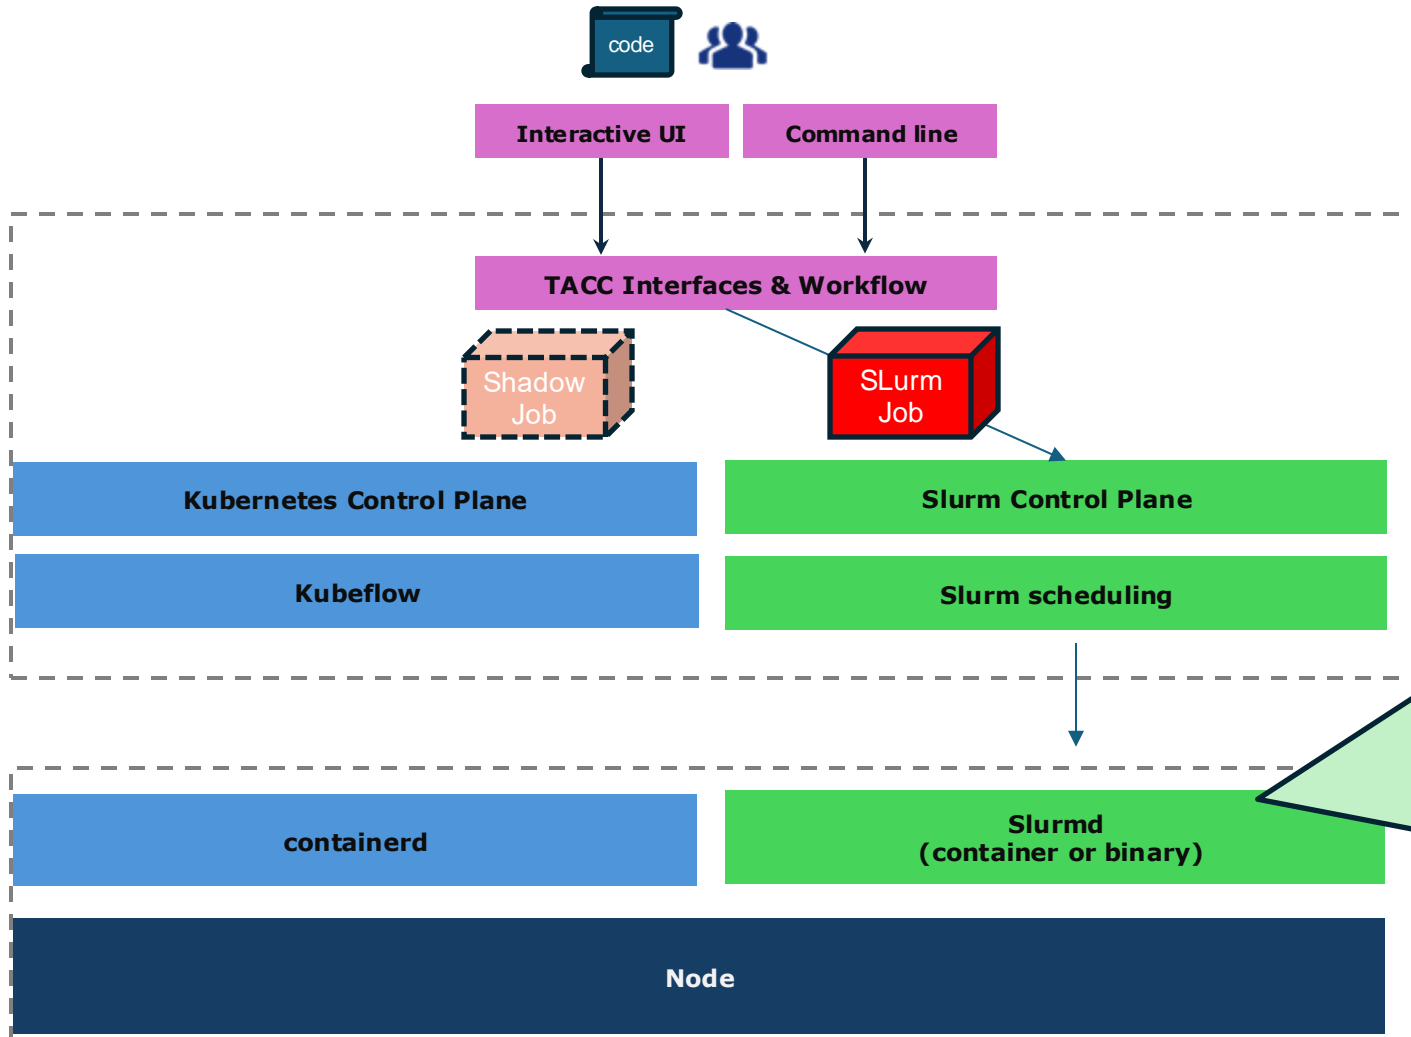 code
Interactive UI
Command line
TACC Interfaces & Workflow
Shadow
Job
SLurm
Job
Kubernetes Control Plane
Slurm Control Plane
Kubeflow
Slurm scheduling
containerd
Slurmd
(container or binary)
Node